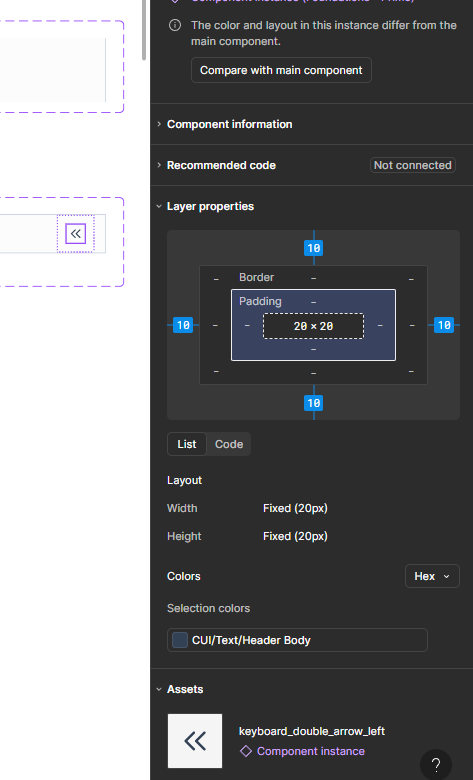 The color and layout in this instance differ from the
main component.
Compare with main component
Component information
Recommended code
Not connected
Layer properties
10
Border
–
Padding
–
10
–
–
20 × 20
–
–
10
–
–
10
List
Code
Layout
Width
Fixed (20px)
Height
Fixed (20px)
Colors
Hex
Selection colors
CUI/Text/Header Body
Assets
keyboard_double_arrow_left
Component instance
?